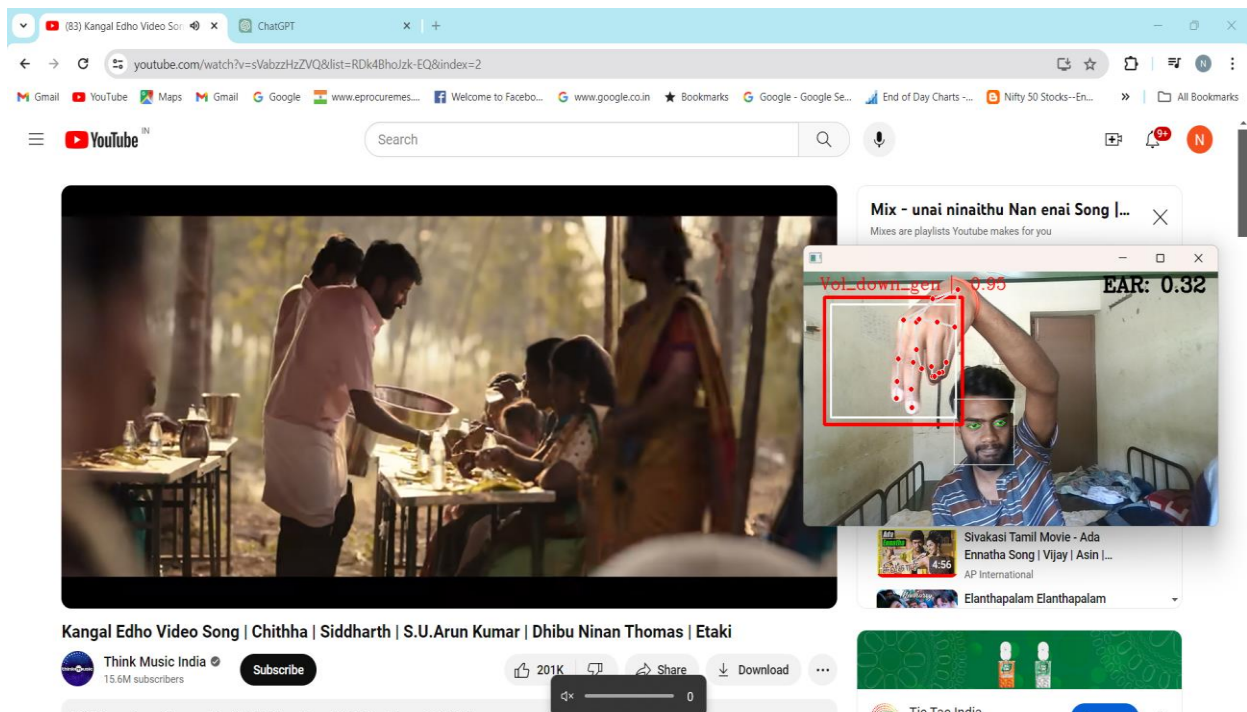 (83) Kangal Edho Video Son
ChatGPT
youtube.com/watch?v=sVabzzHzZVQ&list=RDk4BhoJzk-EQ&index=2
N
Gmail YouTube Maps Gmail Google www.eprocuremes.... Welcome to Facebo... www.google.co.in Bookmarks Google - Google Se... End of Day Charts -... Nifty 50 Stocks--En... » All Bookmarks
YouTube IN
Search
9+
N
Mix - unai ninaithu Nan enai Song |...
Mixes are playlists Youtube makes for you
Vol_down_gen | 0.95
EAR: 0.32
4:56
Sivakasi Tamil Movie - Ada
Ennatha Song | Vijay | Asin |...
AP International
Elanthapalam Elanthapalam
Kangal Edho Video Song | Chithha | Siddharth | S.U.Arun Kumar | Dhibu Ninan Thomas | Etaki
Think Music India
15.6M subscribers
Subscribe
201K
Share
Download
0
Tic Tac India